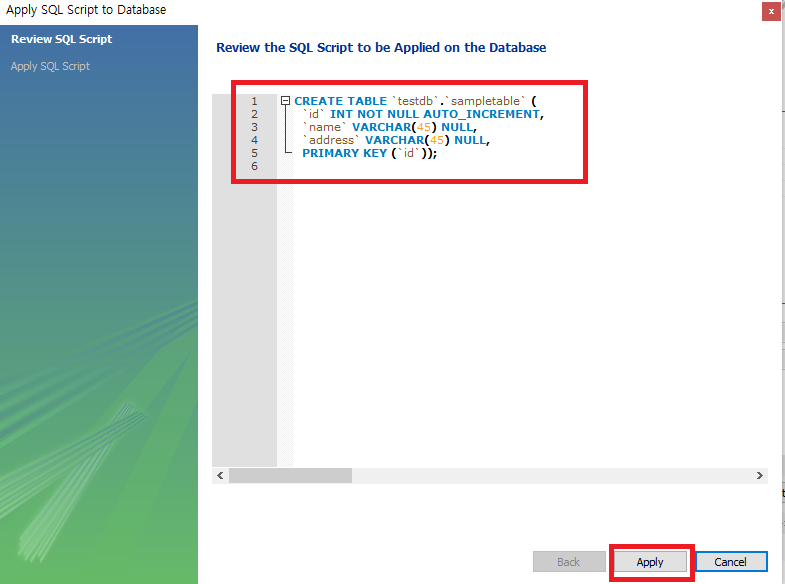 Apply SQL Script to Database
x
Review SQL Script
Apply SQL Script
Review the SQL Script to be Applied on the Database
1 CREATE TABLE `testdb`.`sampletable` (
2 `id` INT NOT NULL AUTO_INCREMENT,
3 `name` VARCHAR(45) NULL,
4 `address` VARCHAR(45) NULL,
5 PRIMARY KEY (`id`));
6
Back Apply Cancel